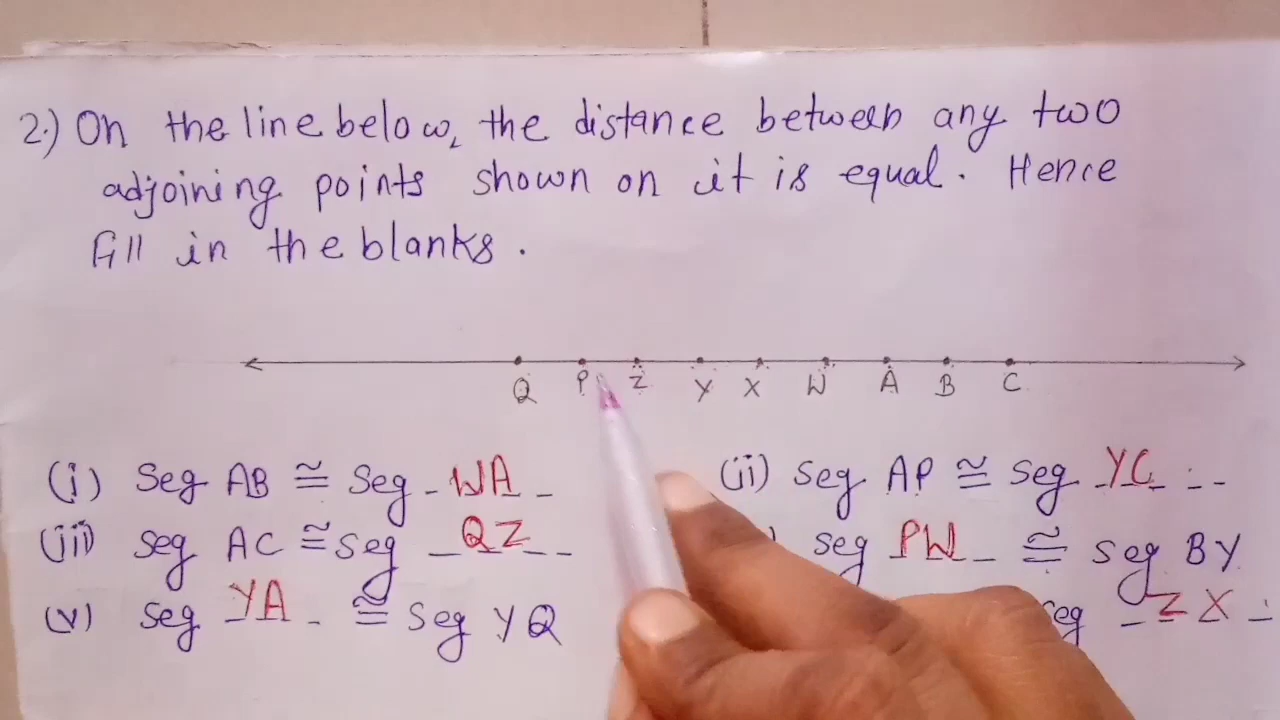 2.) On the line below, the distance between any two
adjoining points shown on it is equal. Hence
fill in the blanks.
Q P Z Y X W A B C
(i) Seg AB ≅ Seg - WA - (ii) Seg AP ≅ Seg YC
(iii) Seg AC ≅ Seg QZ Seg PW ≅ Seg BY
(v) Seg YA ≅ Seg YQ eg ZX